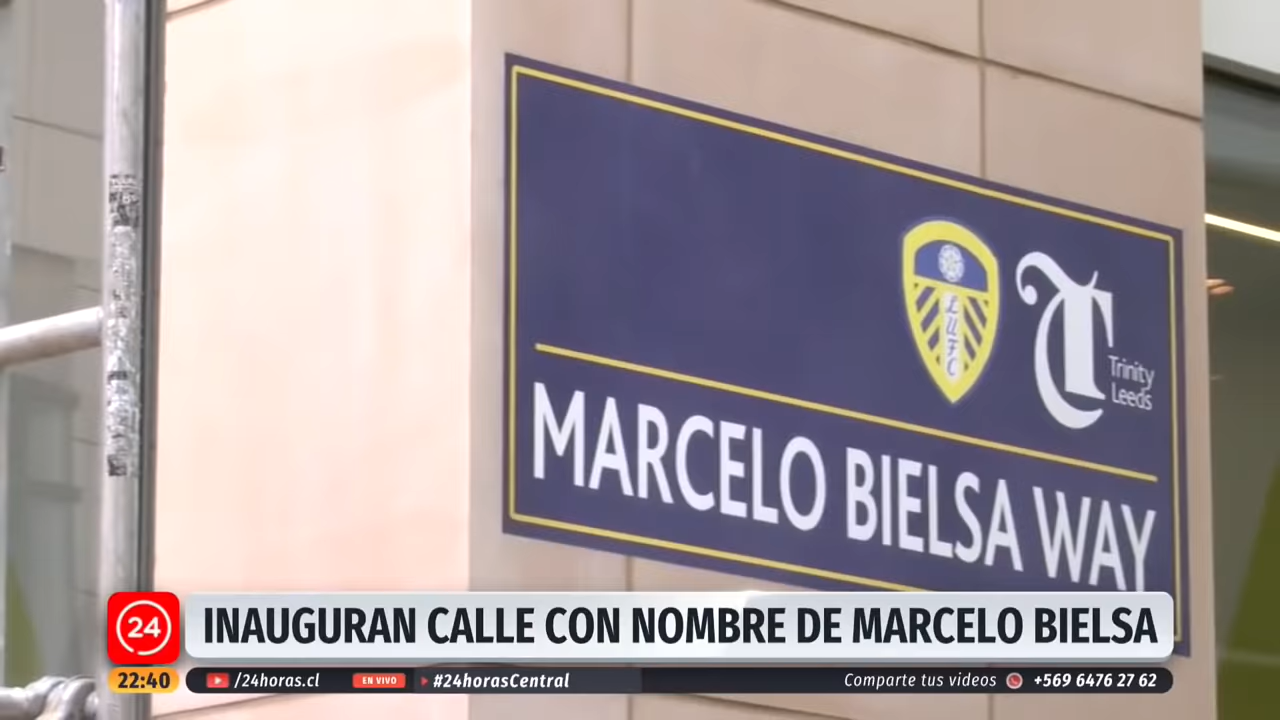 LUFC
T
Trinity
Leeds
MARCELO BIELSA WAY
24
INAUGURAN CALLE CON NOMBRE DE MARCELO BIELSA
22:40
/24horas.cl
EN VIVO
#24horasCentral
Comparte tus videos
+569 6476 27 62